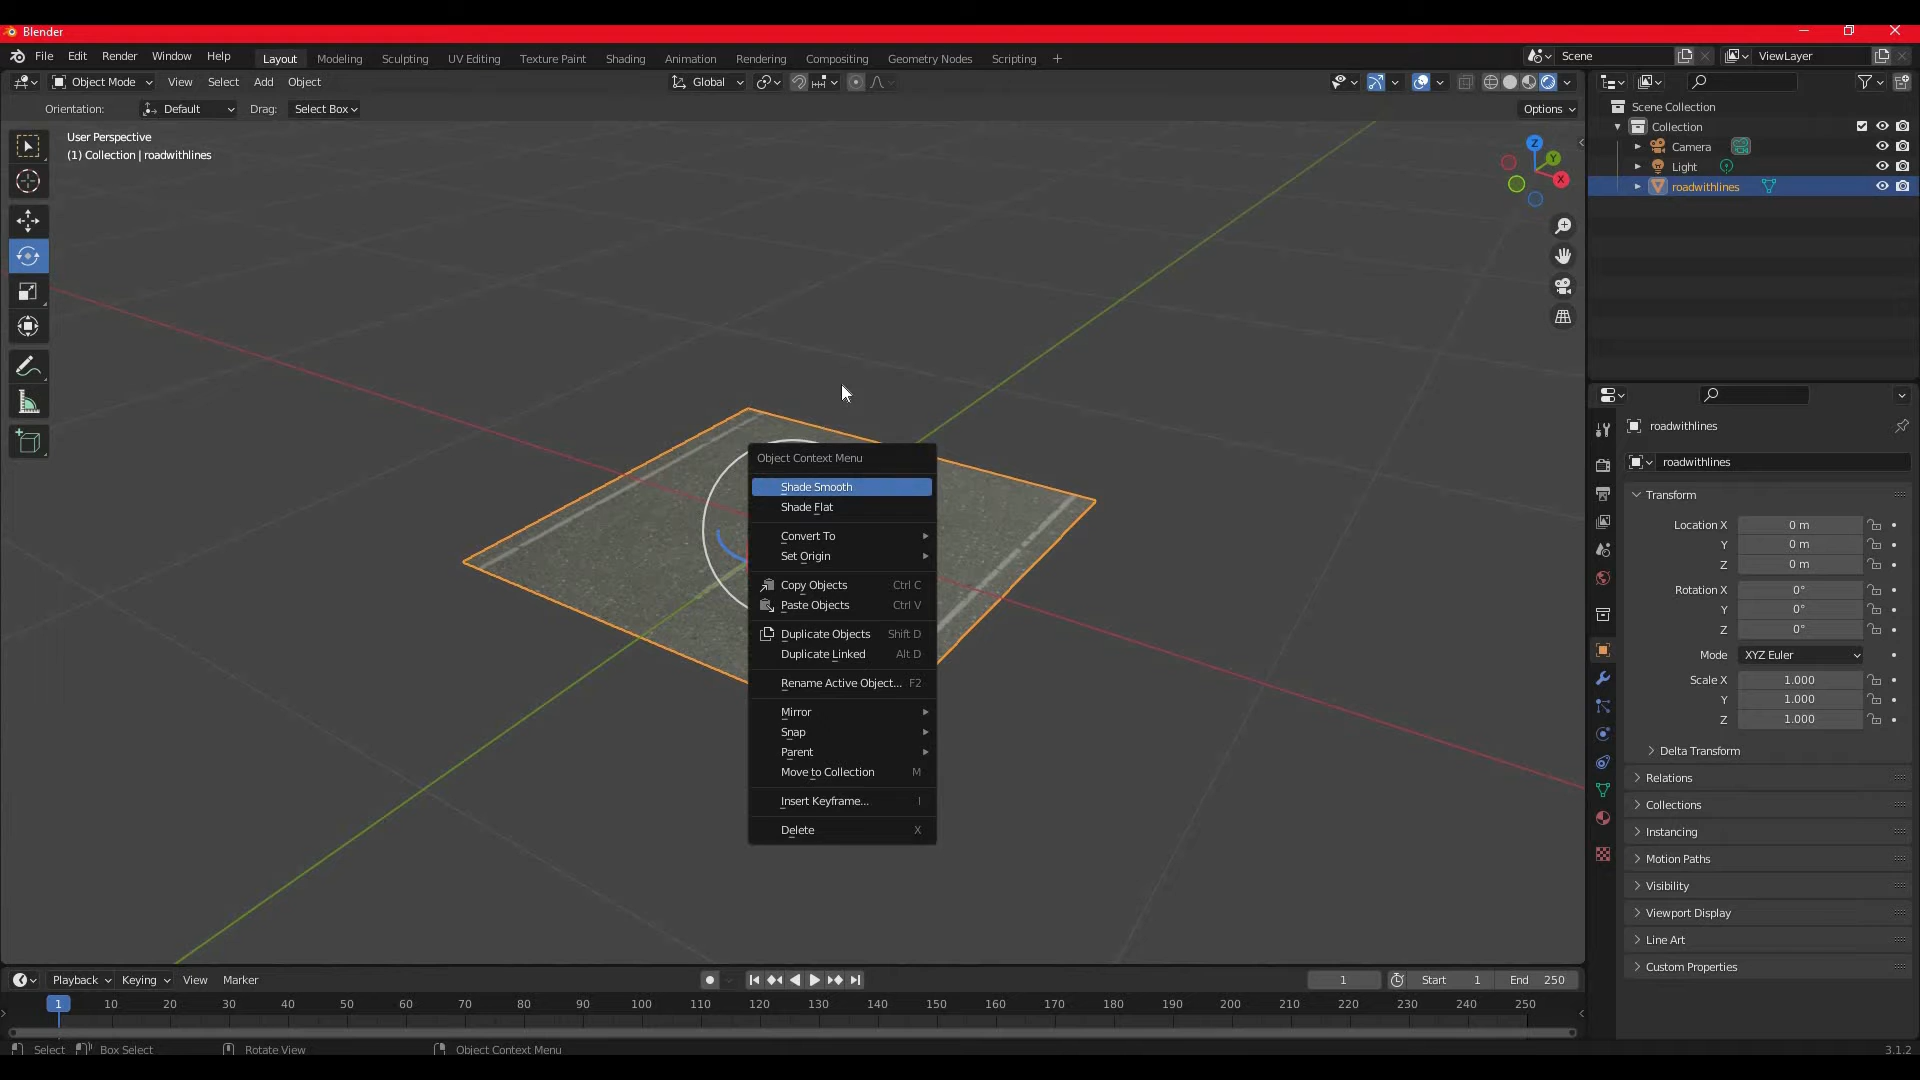 Blender
File Edit Render Window Help Layout Modeling Sculpting UV Editing Texture Paint Shading Animation Rendering Compositing Geometry Nodes Scripting + Scene ViewLayer
Object Mode View Select Add Object Global
Orientation: Default Drag: Select Box Options
User Perspective
(1) Collection | roadwithlines
Z
Y
X
Scene Collection
Collection
Camera
Light
roadwithlines
Object Context Menu
Shade Smooth
Shade Flat
Convert To
Set Origin
Copy Objects Ctrl C
Paste Objects Ctrl V
Duplicate Objects Shift D
Duplicate Linked Alt D
Rename Active Object... F2
Mirror
Snap
Parent
Move to Collection M
Insert Keyframe... I
Delete X
roadwithlines
roadwithlines
Transform
Location X 0 m
Y 0 m
Z 0 m
Rotation X 0°
Y 0°
Z 0°
Mode XYZ Euler
Scale X 1.000
Y 1.000
Z 1.000
Delta Transform
Relations
Collections
Instancing
Motion Paths
Visibility
Viewport Display
Line Art
Custom Properties
Playback Keying View Marker 1 Start 1 End 250
1 10 20 30 40 50 60 70 80 90 100 110 120 130 140 150 160 170 180 190 200 210 220 230 240 250
Select Box Select Rotate View Object Context Menu 3.1.2